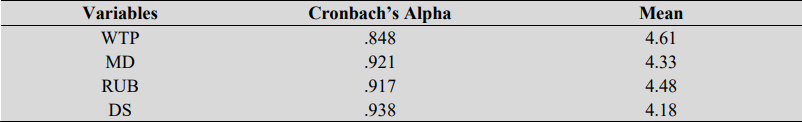 Variables Cronbach’s Alpha Mean
WTP .848 4.61
MD .921 4.33
RUB .917 4.48
DS .938 4.18